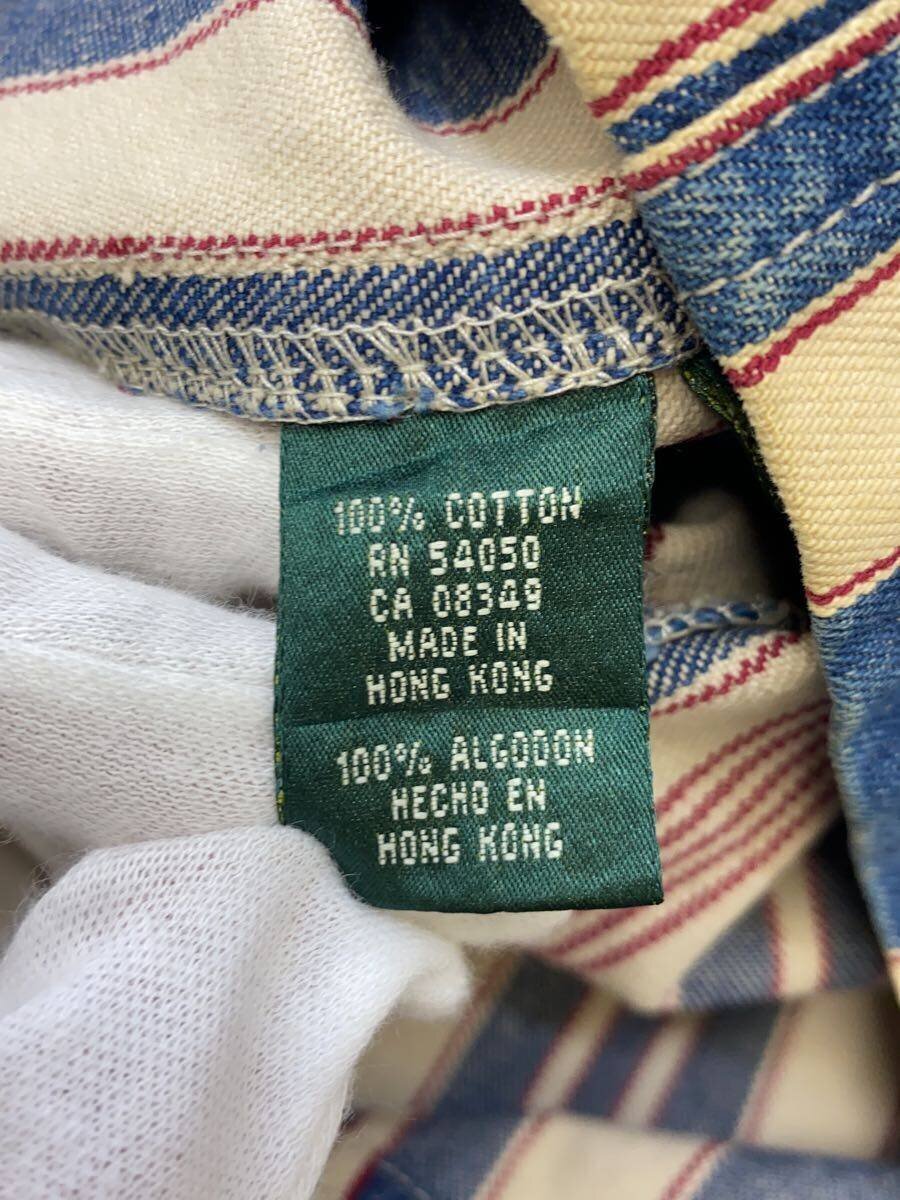 100% COTTON
RN 54050
CA 08349
MADE IN
HONG KONG
100% ALGODON
HECHO EN
HONG KONG